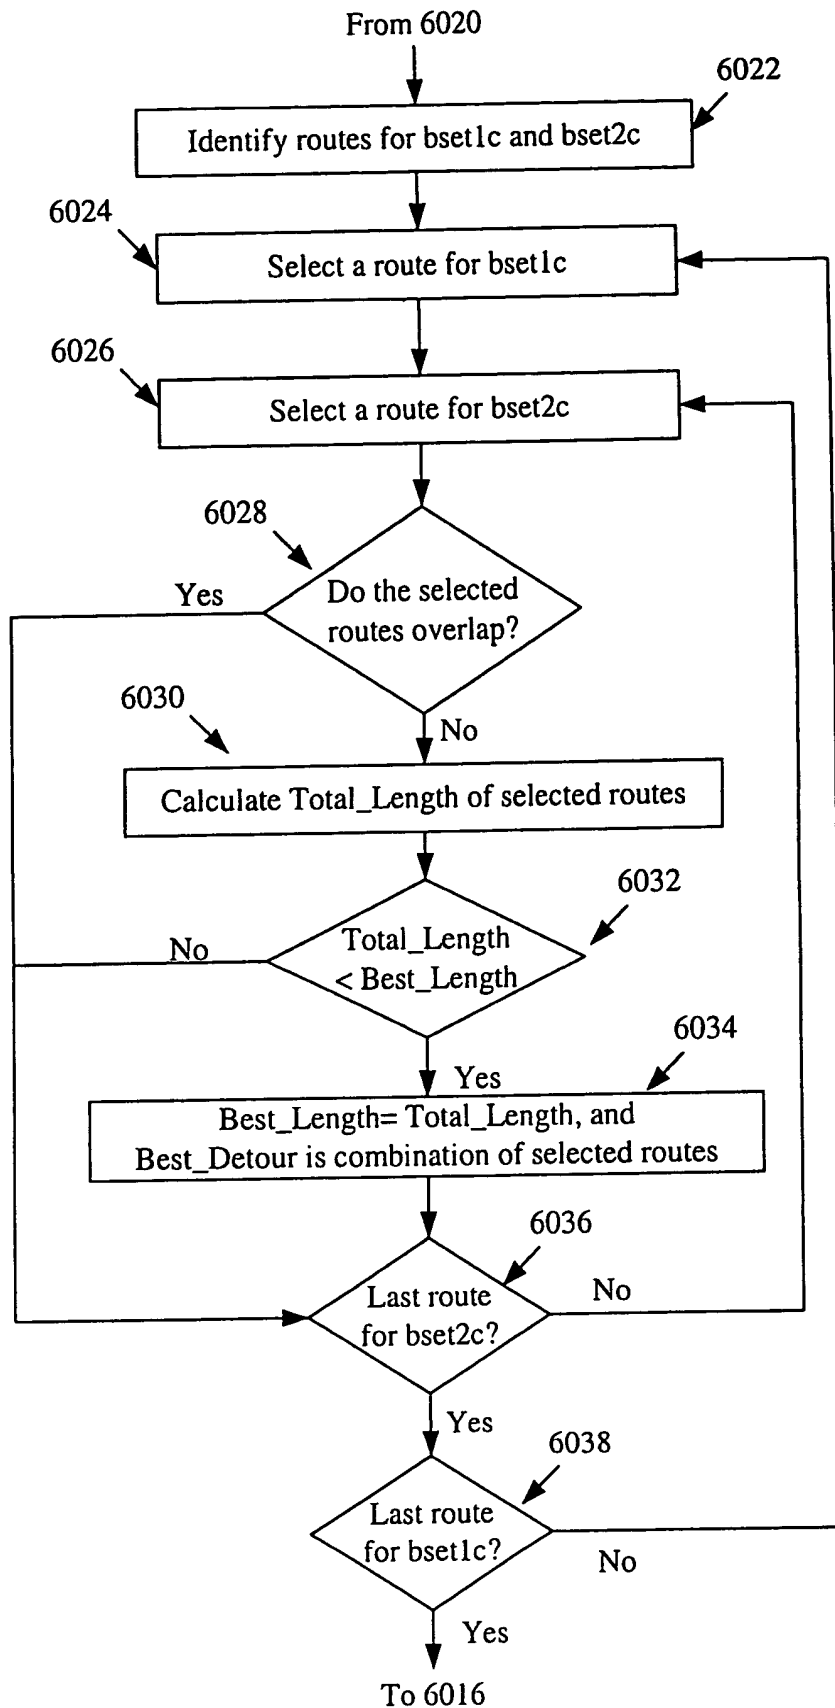 From 6020
6022
Identify routes for bset1c and bset2c
6024
Select a route for bset1c
6026
Select a route for bset2c
6028
Yes
Do the selected
routes overlap?
6030
No
Calculate Total_Length of selected routes
6032
No
Total_Length
< Best_Length
6034
Yes
Best_Length= Total_Length, and
Best_Detour is combination of selected routes
6036
Last route
for bset2c?
No
Yes
6038
Last route
for bset1c?
No
Yes
To 6016